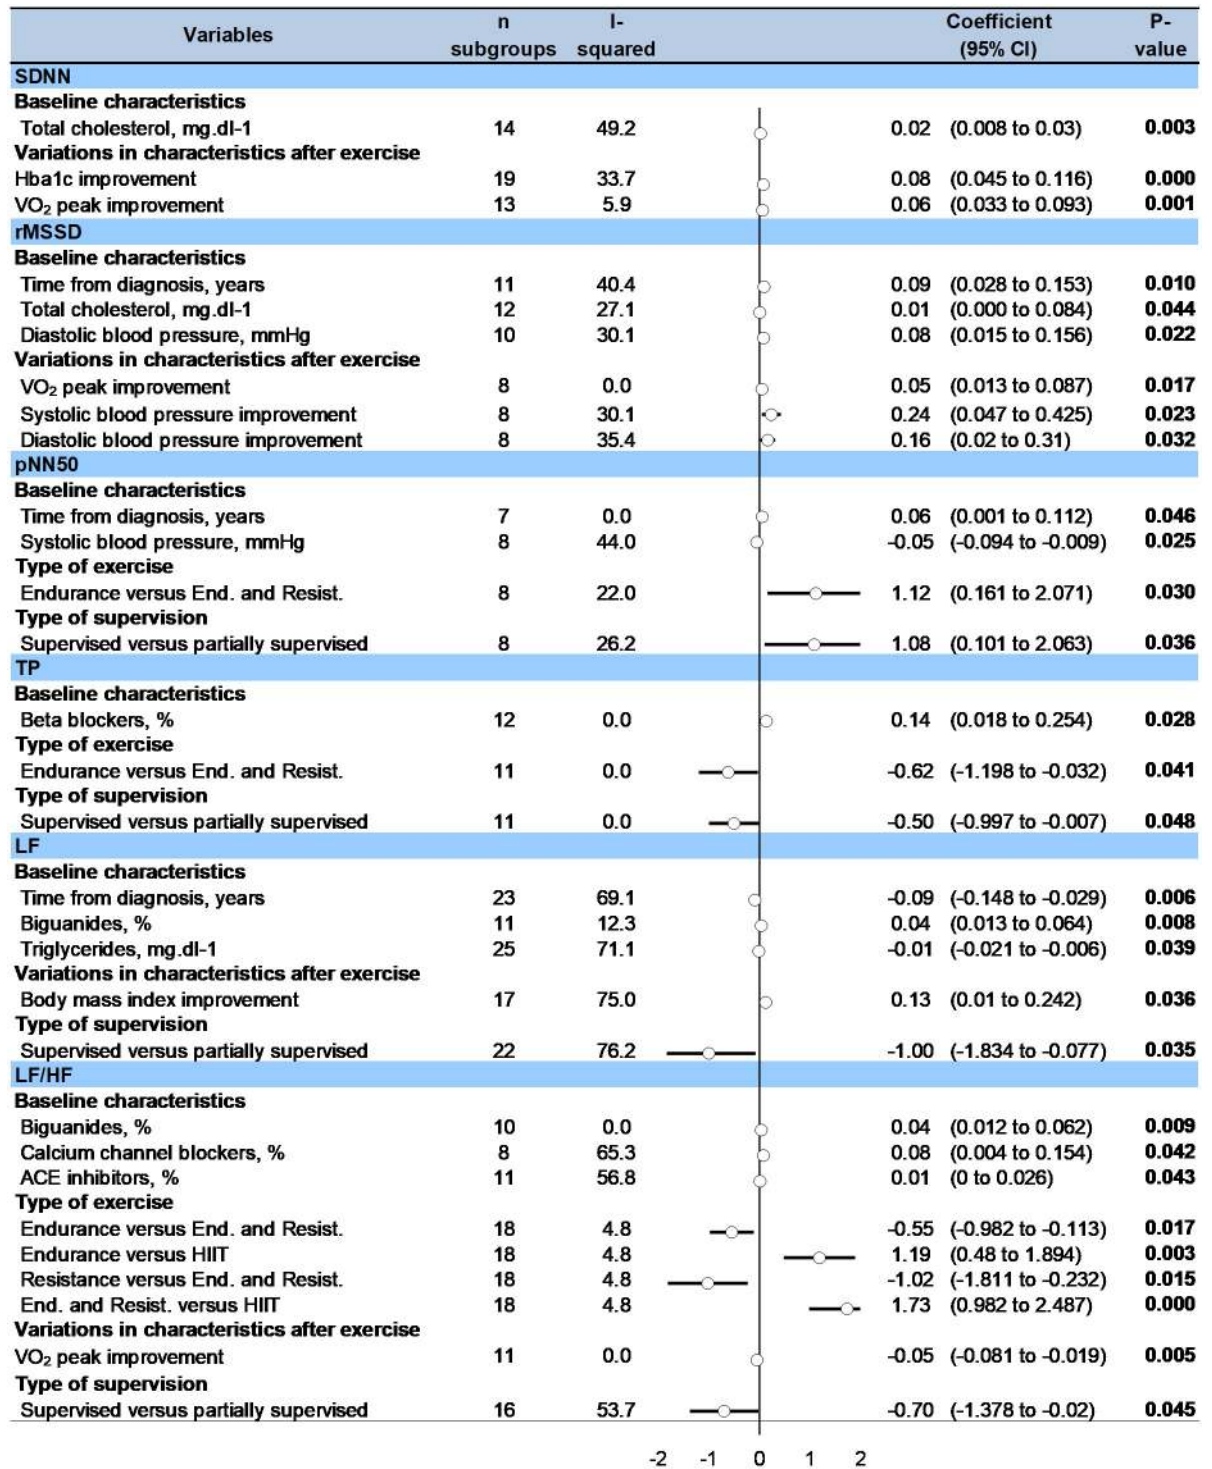 Variables n subgroups I-squared Coefficient (95% CI) P-value
SDNN
Baseline characteristics
Total cholesterol, mg.dl-1 14 49.2 0.02 (0.008 to 0.03) 0.003
Variations in characteristics after exercise
Hba1c improvement 19 33.7 0.08 (0.045 to 0.116) 0.000
VO₂ peak improvement 13 5.9 0.06 (0.033 to 0.093) 0.001
rMSSD
Baseline characteristics
Time from diagnosis, years 11 40.4 0.09 (0.028 to 0.153) 0.010
Total cholesterol, mg.dl-1 12 27.1 0.01 (0.000 to 0.084) 0.044
Diastolic blood pressure, mmHg 10 30.1 0.08 (0.015 to 0.156) 0.022
Variations in characteristics after exercise
VO₂ peak improvement 8 0.0 0.05 (0.013 to 0.087) 0.017
Systolic blood pressure improvement 8 30.1 0.24 (0.047 to 0.425) 0.023
Diastolic blood pressure improvement 8 35.4 0.16 (0.02 to 0.31) 0.032
pNN50
Baseline characteristics
Time from diagnosis, years 7 0.0 0.06 (0.001 to 0.112) 0.046
Systolic blood pressure, mmHg 8 44.0 -0.05 (-0.094 to -0.009) 0.025
Type of exercise
Endurance versus End. and Resist. 8 22.0 1.12 (0.161 to 2.071) 0.030
Type of supervision
Supervised versus partially supervised 8 26.2 1.08 (0.101 to 2.063) 0.036
TP
Baseline characteristics
Beta blockers, % 12 0.0 0.14 (0.018 to 0.254) 0.028
Type of exercise
Endurance versus End. and Resist. 11 0.0 -0.62 (-1.198 to -0.032) 0.041
Type of supervision
Supervised versus partially supervised 11 0.0 -0.50 (-0.997 to -0.007) 0.048
LF
Baseline characteristics
Time from diagnosis, years 23 69.1 -0.09 (-0.148 to -0.029) 0.006
Biguanides, % 11 12.3 0.04 (0.013 to 0.064) 0.008
Triglycerides, mg.dl-1 25 71.1 -0.01 (-0.021 to -0.006) 0.039
Variations in characteristics after exercise
Body mass index improvement 17 75.0 0.13 (0.01 to 0.242) 0.036
Type of supervision
Supervised versus partially supervised 22 76.2 -1.00 (-1.834 to -0.077) 0.035
LF/HF
Baseline characteristics
Biguanides, % 10 0.0 0.04 (0.012 to 0.062) 0.009
Calcium channel blockers, % 8 65.3 0.08 (0.004 to 0.154) 0.042
ACE inhibitors, % 11 56.8 0.01 (0 to 0.026) 0.043
Type of exercise
Endurance versus End. and Resist. 18 4.8 -0.55 (-0.982 to -0.113) 0.017
Endurance versus HIIT 18 4.8 1.19 (0.48 to 1.894) 0.003
Resistance versus End. and Resist. 18 4.8 -1.02 (-1.811 to -0.232) 0.015
End. and Resist. versus HIIT 18 4.8 1.73 (0.982 to 2.487) 0.000
Variations in characteristics after exercise
VO₂ peak improvement 11 0.0 -0.05 (-0.081 to -0.019) 0.005
Type of supervision
Supervised versus partially supervised 16 53.7 -0.70 (-1.378 to -0.02) 0.045
-2 -1 0 1 2